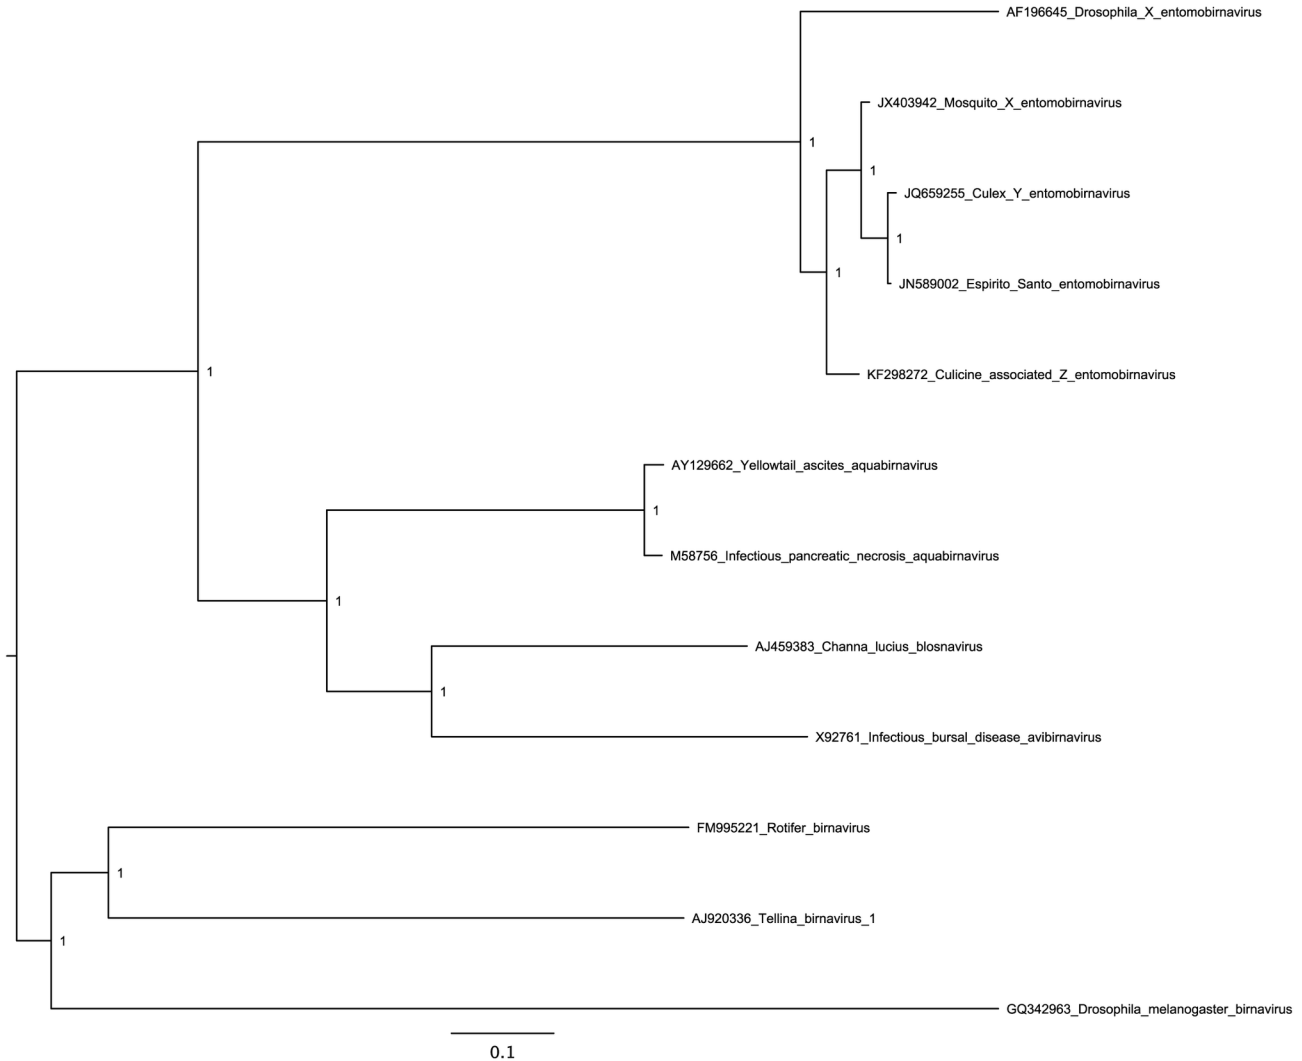 AF196645_Drosophila_X_entomobirnavirus
JX403942_Mosquito_X_entomobirnavirus
1
1
JQ659255_Culex_Y_entomobirnavirus
1
1
JN589002_Espirito_Santo_entomobirnavirus
1
KF298272_Culicine_associated_Z_entomobirnavirus
AY129662_Yellowtail_ascites_aquabirnavirus
1
M58756_Infectious_pancreatic_necrosis_aquabirnavirus
1
AJ459383_Channa_lucius_blosnavirus
1
X92761_Infectious_bursal_disease_avibirnavirus
FM995221_Rotifer_birnavirus
1
AJ920336_Tellina_birnavirus_1
1
GQ342963_Drosophila_melanogaster_birnavirus
0.1